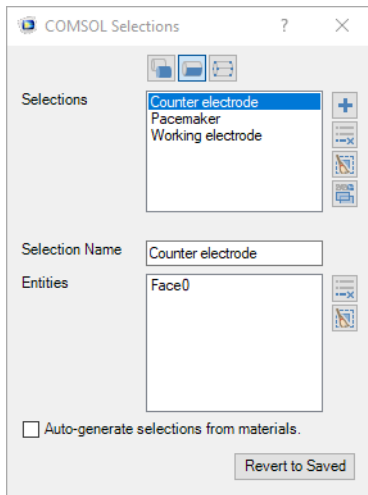 COMSOL Selections
Selections
Counter electrode
Pacemaker
Working electrode
Selection Name
Counter electrode
Entities
Face0
Auto-generate selections from materials.
Revert to Saved